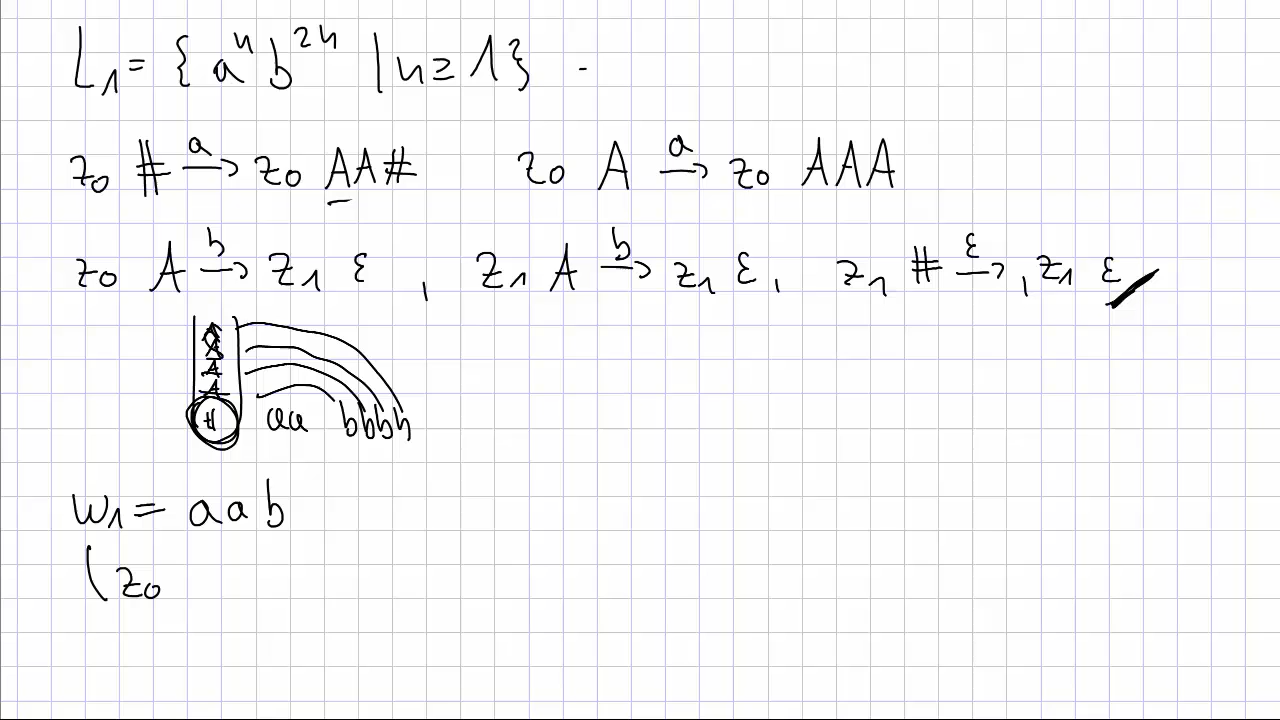 L₁ = { aⁿ b²ⁿ | n ≥ 1 }
z₀ # →ᵃ z₀ AA#    z₀ A →ᵃ z₀ AAA
z₀ A →ᵇ z₁ ε , z₁ A →ᵇ z₁ ε, z₁ # →^ε , z₁ ε
A
A
A
A
# aa bbbb
w₁ = a a b
( z₀